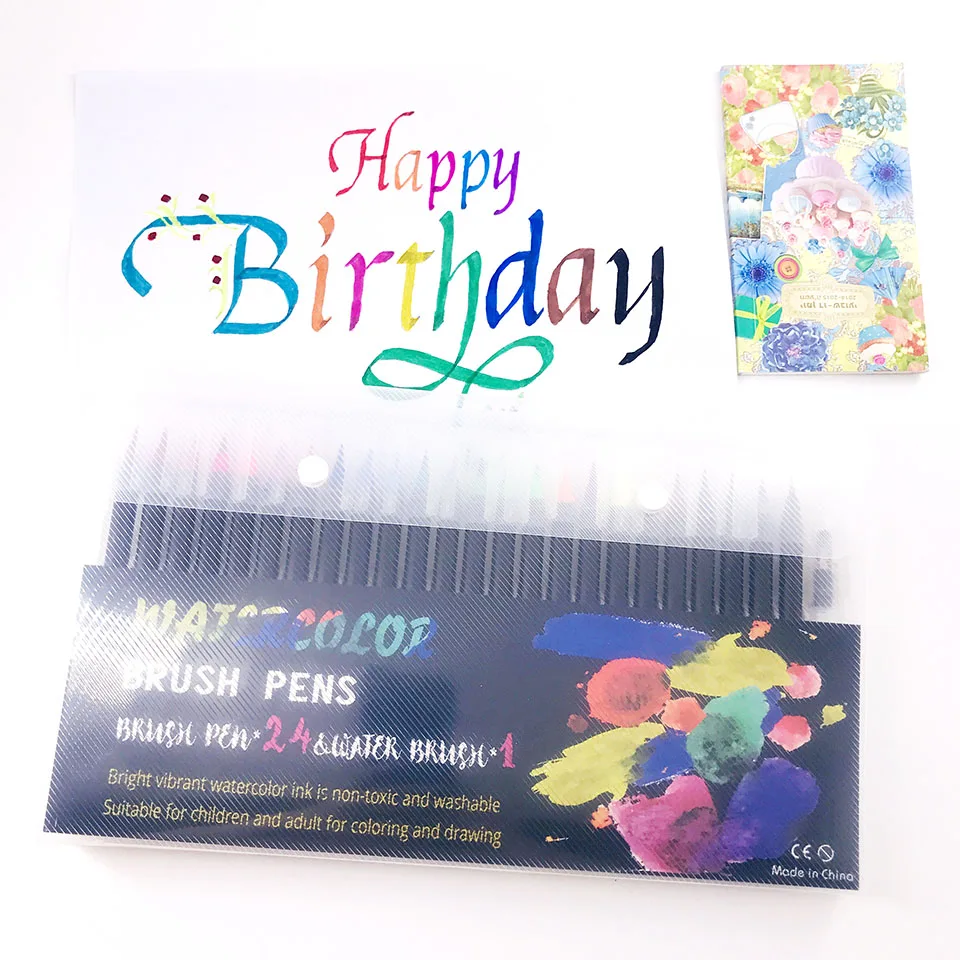 Happy
Birthday
WATERCOLOR
BRUSH PENS
BRUSH PEN*24&WATER BRUSH*1
Bright vibrant watercolor ink is non-toxic and washable
Suitable for children and adult for coloring and drawing
CE
Made in China